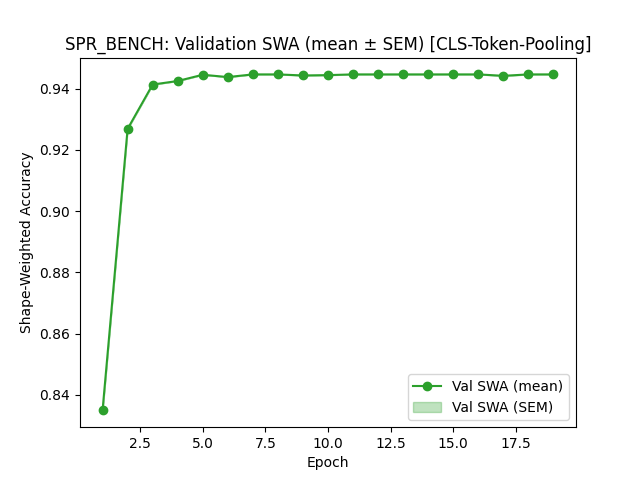 SPR_BENCH: Validation SWA (mean ± SEM) [CLS-Token-Pooling]
Shape-Weighted Accuracy
0.94
0.92
0.90
0.88
0.86
0.84
Val SWA (mean)
Val SWA (SEM)
2.5 5.0 7.5 10.0 12.5 15.0 17.5
Epoch